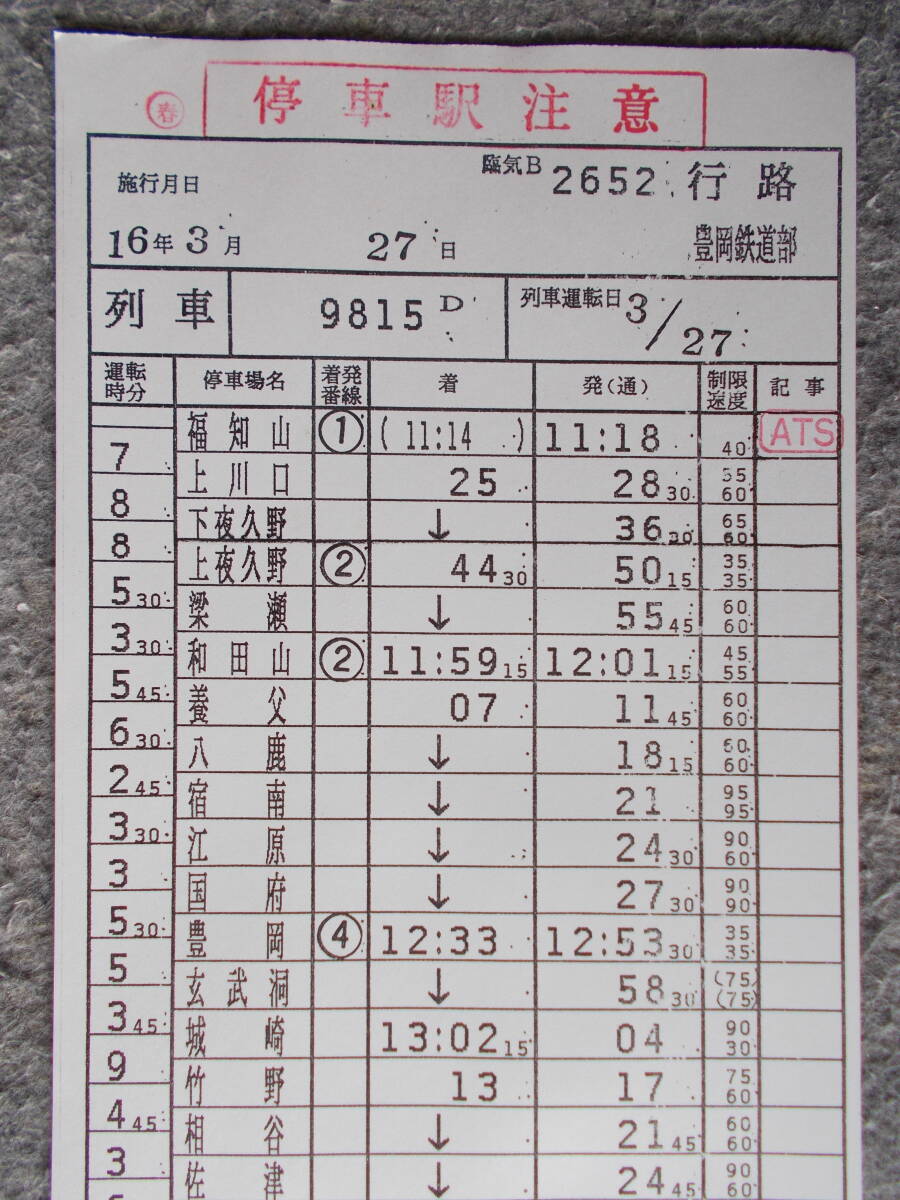 春 停車駅注意
臨気B 2652 行路
施行月日
16年 3月 27日 豊岡鉄道部
列車 9815D 列車運転日 3/27
運転時分 停車場名 着発番線 着 発(通) 制限速度 記事
福知山 ① (11:14) 11:18 40 ATS
7
上川口 25 28 30 35 60
8
下夜久野 ↓ 36 30 65 60
8
上夜久野 ② 44 30 50 15 35 35
5 30
梁瀬 ↓ 55 45 60 60
3 30
和田山 ② 11:59 15 12:01 15 45 55
5 45
養父 07 11 45 60 60
6 30
八鹿 ↓ 18 15 60 60
2 45
宿南 ↓ 21 95 95
3 30
江原 ↓ 24 30 90 60
3
国府 ↓ 27 30 90 90
5 30
豊岡 ④ 12:33 12:53 30 35 35
5
玄武洞 ↓ 58 30 (75) (75)
3 45
城崎 13:02 15 04 90 30
9
竹野 13 17 75 60
4 45
相谷 ↓ 21 45 60 60
3
佐津 ↓ 24 45 90 60